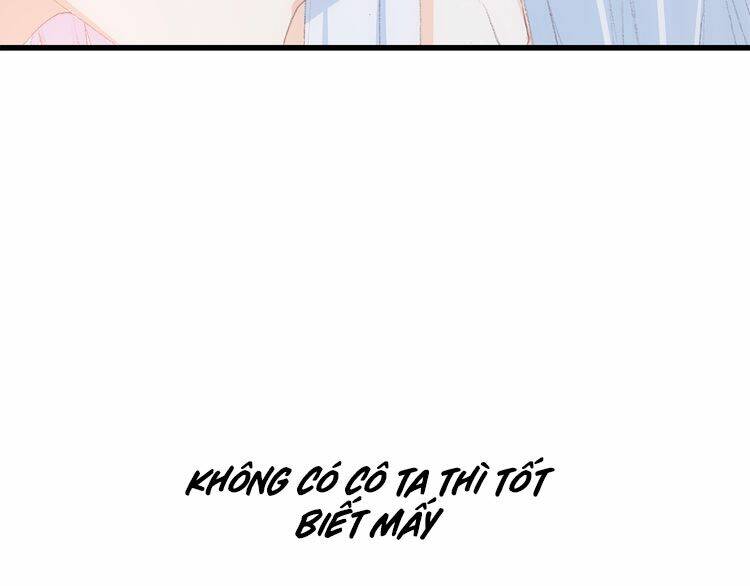 KHÔNG CÓ CÔ TA THÌ TỐT
BIẾT MẤY